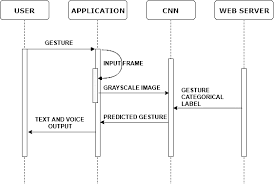 USER
APPLICATION
CNN
WEB SERVER
GESTURE
INPUT FRAME
GRAYSCALE IMAGE
GESTURE
CATEGORICAL
LABEL
TEXT AND VOICE
OUTPUT
PREDICTED GESTURE